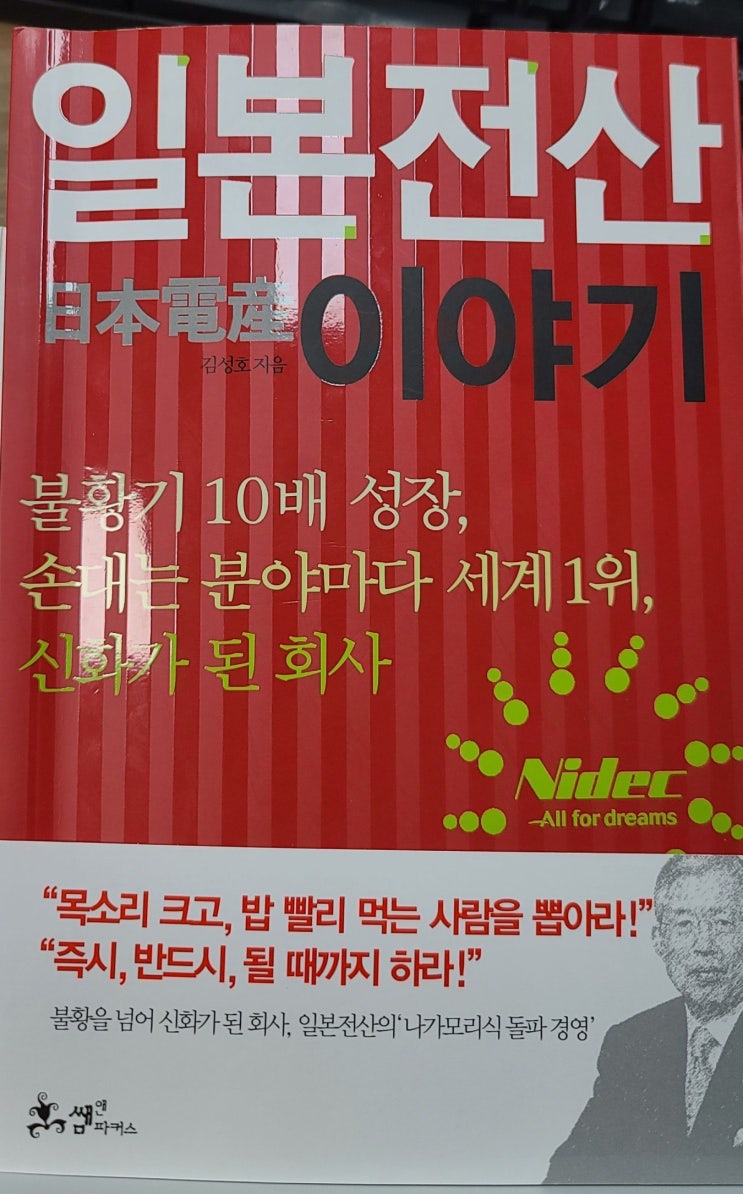 일본전산
日本電産 이야기
김성호 지음
불황기 10배 성장,
손대는 분야마다 세계 1위,
신화가 된 회사
Nidec
-All for dreams
“목소리 크고, 밥 빨리 먹는 사람을 뽑아라!”
“즉시, 반드시, 될 때까지 하라!”
불황을 넘어 신화가 된 회사, 일본전산의 ‘나가모리식 돌파 경영’
쌤앤파커스